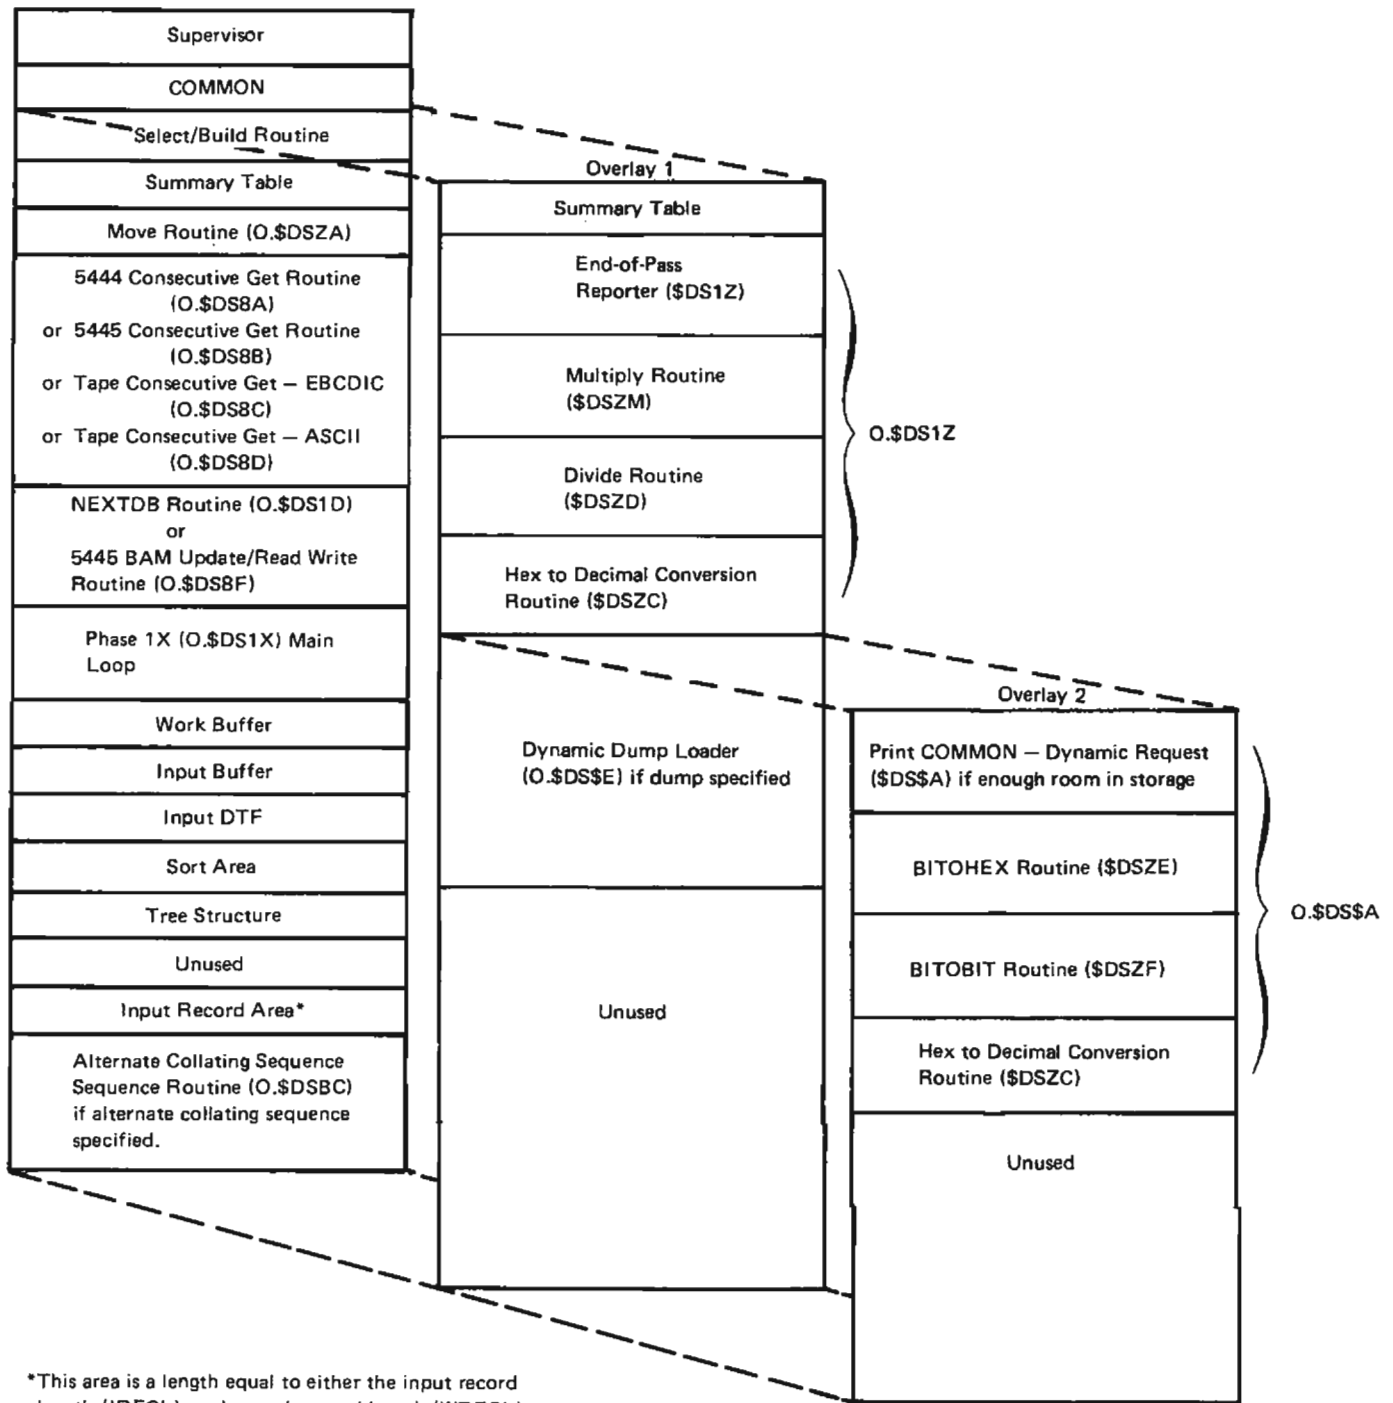 Supervisor
COMMON
Select/Build Routine
Summary Table
Move Routine (O.$DSZA)
5444 Consecutive Get Routine
(O.$DS8A)
or 5445 Consecutive Get Routine
(O.$DS8B)
or Tape Consecutive Get — EBCDIC
(O.$DS8C)
or Tape Consecutive Get — ASCII
(O.$DS8D)
NEXTDB Routine (O.$DS1D)
or
5445 BAM Update/Read Write
Routine (O.$DS8F)
Phase 1X (O.$DS1X) Main
Loop
Work Buffer
Input Buffer
Input DTF
Sort Area
Tree Structure
Unused
Input Record Area*
Alternate Collating Sequence
Sequence Routine (O.$DSBC)
if alternate collating sequence
specified.
Overlay 1
Summary Table
End-of-Pass
Reporter ($DS1Z)
Multiply Routine
($DSZM)
Divide Routine
($DSZD)
Hex to Decimal Conversion
Routine ($DSZC)
O.$DS1Z
Dynamic Dump Loader
(O.$DS$E) if dump specified
Unused
Overlay 2
Print COMMON — Dynamic Request
($DS$A) if enough room in storage
BITOHEX Routine ($DSZE)
BITOBIT Routine ($DSZF)
Hex to Decimal Conversion
Routine ($DSZC)
O.$DS$A
Unused
*This area is a length equal to either the input record